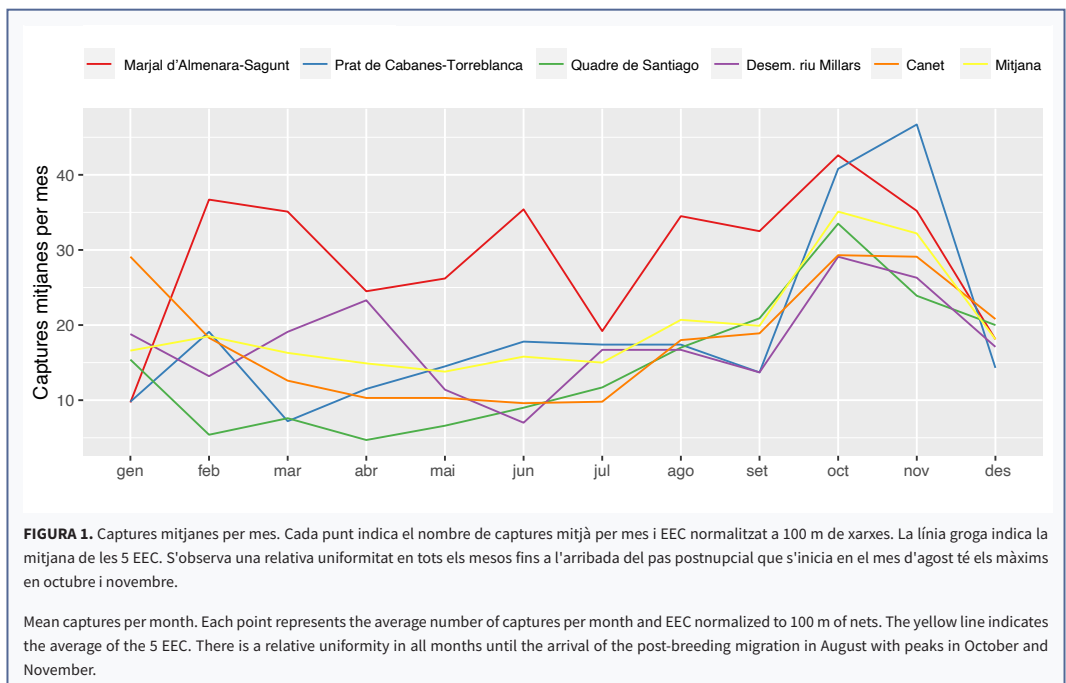 Marjal d'Almenara-Sagunt Prat de Cabanes-Torreblanca Quadre de Santiago Desem. riu Millars Canet Mitjana
Captures mitjanes per mes
40
30
20
10
gen feb mar abr mai jun jul ago set oct nov des
FIGURA 1. Captures mitjanes per mes. Cada punt indica el nombre de captures mitjà per mes i EEC normalitzat a 100 m de xarxes. La línia groga indica la
mitjana de les 5 EEC. S'observa una relativa uniformitat en tots els mesos fins a l'arribada del pas postnupcial que s'inicia en el mes d'agost té els màxims
en octubre i novembre.
Mean captures per month. Each point represents the average number of captures per month and EEC normalized to 100 m of nets. The yellow line indicates
the average of the 5 EEC. There is a relative uniformity in all months until the arrival of the post-breeding migration in August with peaks in October and
November.